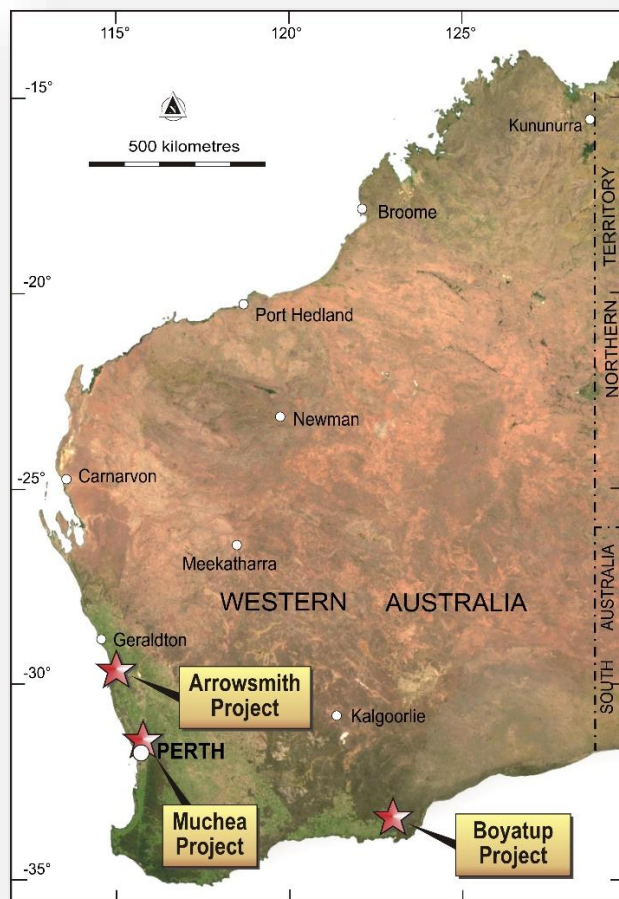 115°
120°
125°
-15°
500 kilometres
Kununurra
Broome
NORTHERN TERRITORY
-20°
Port Hedland
Newman
-25°
Carnarvon
Meekatharra
WESTERN AUSTRALIA
SOUTH AUSTRALIA
Geraldton
-30°
Arrowsmith
Project
Kalgoorlie
PERTH
Muchea
Project
Boyatup
Project
-35°